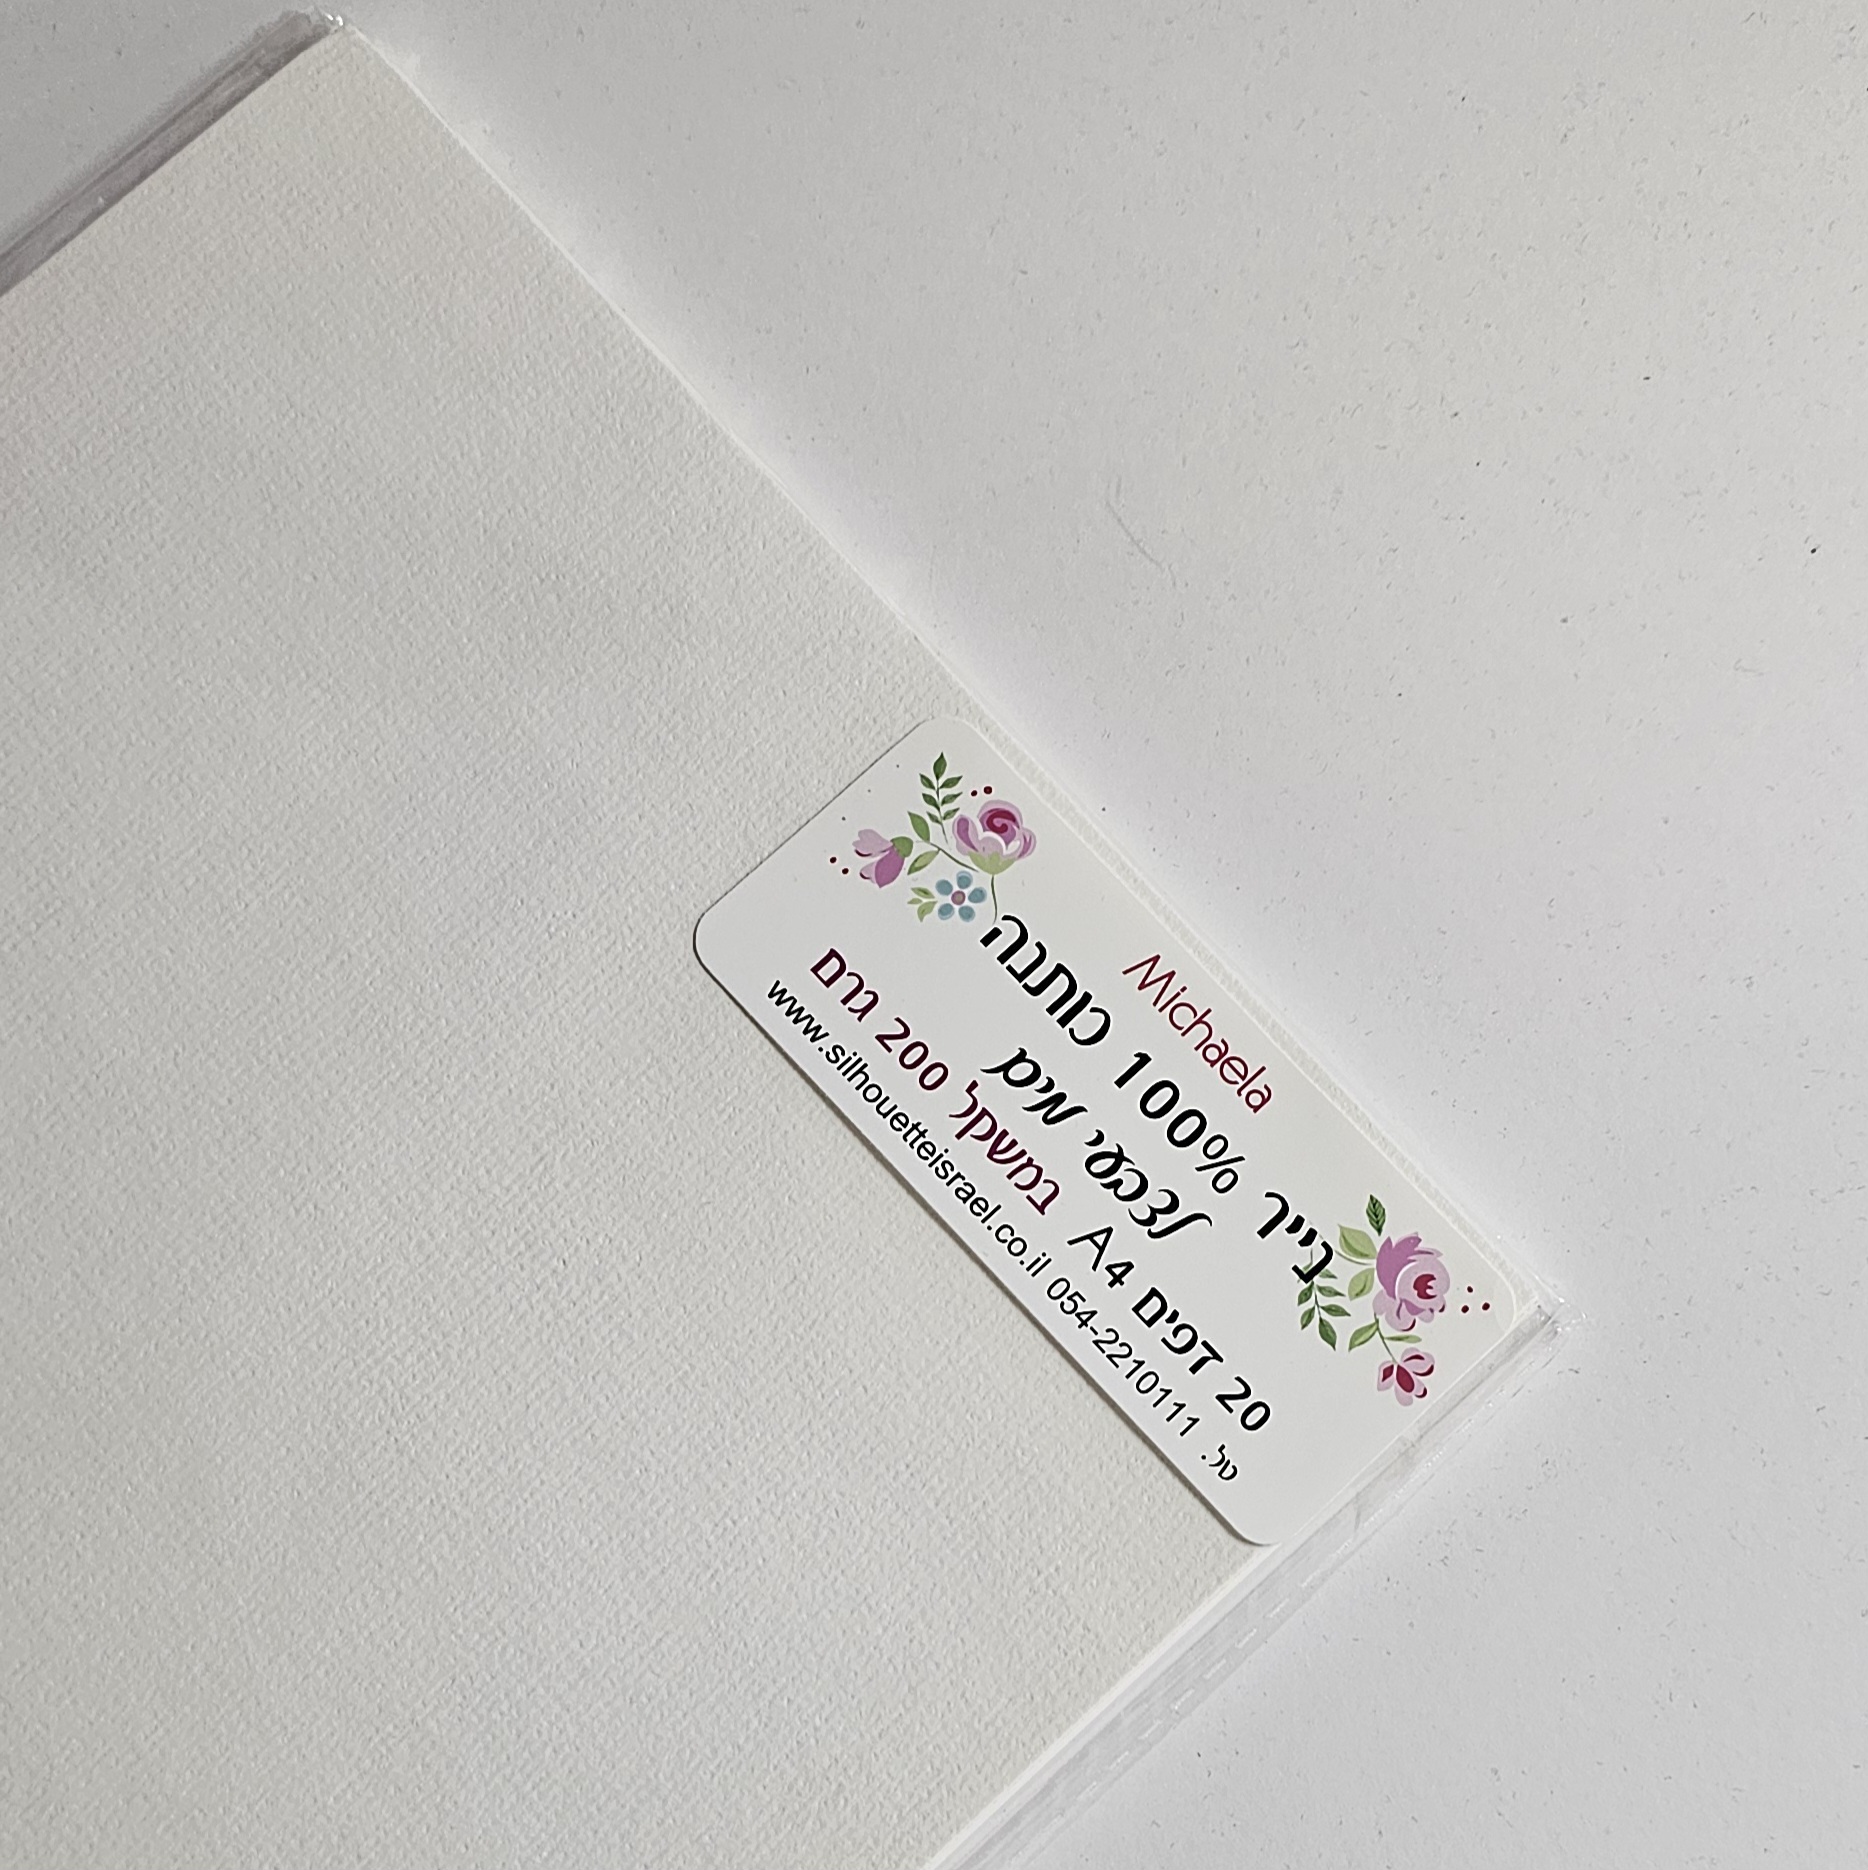 Michaela
נייר 100% כותנה
לצבעי מים
20 דפים A4 במשקל 200 גרם
טל. 054-2210111 www.silhouetteisrael.co.il